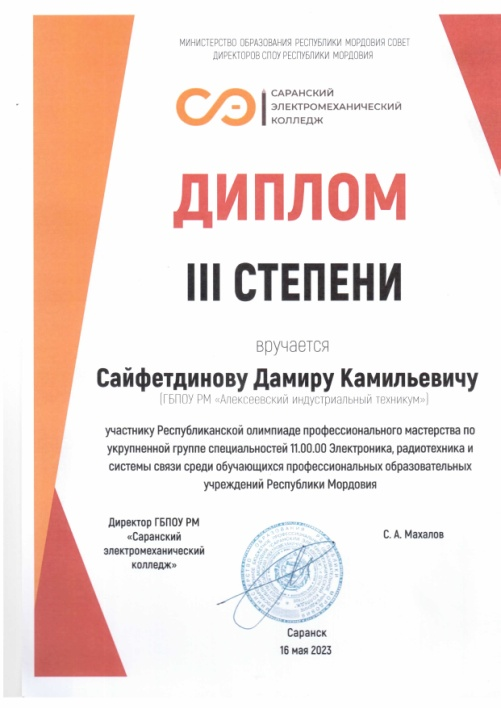 МИНИСТЕРСТВО ОБРАЗОВАНИЯ РЕСПУБЛИКИ МОРДОВИЯ СОВЕТ
ДИРЕКТОРОВ СПОУ РЕСПУБЛИКИ МОРДОВИЯ
САРАНСКИЙ
ЭЛЕКТРОМЕХАНИЧЕСКИЙ
КОЛЛЕДЖ
ДИПЛОМ
III СТЕПЕНИ
вручается
Сайфетдинову Дамиру Камильевичу
(ГБПОУ РМ «Алексеевский индустриальный техникум»)
участнику Республиканской олимпиаде профессионального мастерства по
укрупненной группе специальностей 11.00.00 Электроника, радиотехника и
системы связи среди обучающихся профессиональных образовательных
учреждений Республики Мордовия
Директор ГБПОУ РМ
«Саранский
электромеханический
колледж»
С. А. Махалов
Саранск
16 мая 2023